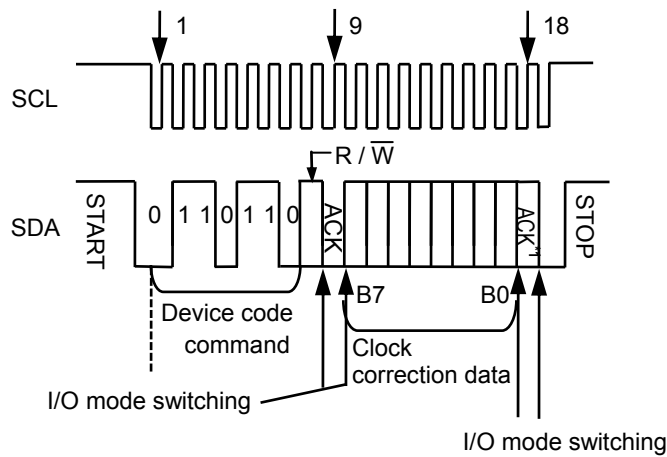 1 9 18
SCL
R / W
SDA
START 0 1 1 0 1 1 0 ACK ACK*1 STOP
B7 B0
Device code
command
Clock
correction data
I/O mode switching
I/O mode switching